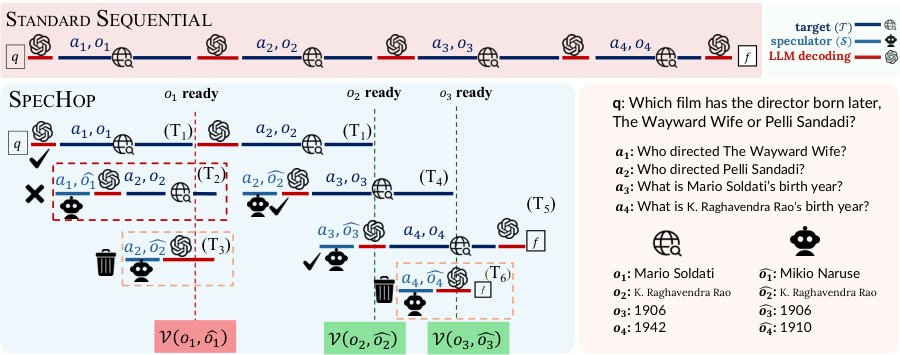 STANDARD SEQUENTIAL
q
a₁, o₁
a₂, o₂
a₃, o₃
a₄, o₄
f
target (𝒯)
speculator (𝒮)
LLM decoding
SPECHOP
o₁ ready
o₂ ready
o₃ ready
q
a₁, o₁
(T₁)
a₂, o₂
(T₁)
a₁, ô₁
a₂, o₂
(T₂)
a₂, ô₂
a₃, o₃
(T₄)
a₂, ô₂
(T₃)
a₃, ô₃
a₄, o₄
(T₅)
f
a₄, ô₄
(T₆)
f
𝒱(o₁, ô₁)
𝒱(o₂, ô₂)
𝒱(o₃, ô₃)
q: Which film has the director born later,
The Wayward Wife or Pelli Sandadi?
a₁: Who directed The Wayward Wife?
a₂: Who directed Pelli Sandadi?
a₃: What is Mario Soldati's birth year?
a₄: What is K. Raghavendra Rao's birth year?
o₁: Mario Soldati
o₂: K. Raghavendra Rao
o₃: 1906
o₄: 1942
ô₁: Mikio Naruse
ô₂: K. Raghavendra Rao
ô₃: 1906
ô₄: 1910